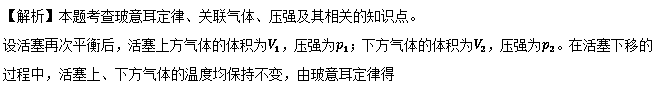 【解析】本题考查玻意耳定律、关联气体、压强及其相关的知识点。
设活塞再次平衡后，活塞上方气体的体积为V₁，压强为p₁；下方气体的体积为V₂，压强为p₂。在活塞下移的
过程中，活塞上、下方气体的温度均保持不变，由玻意耳定律得